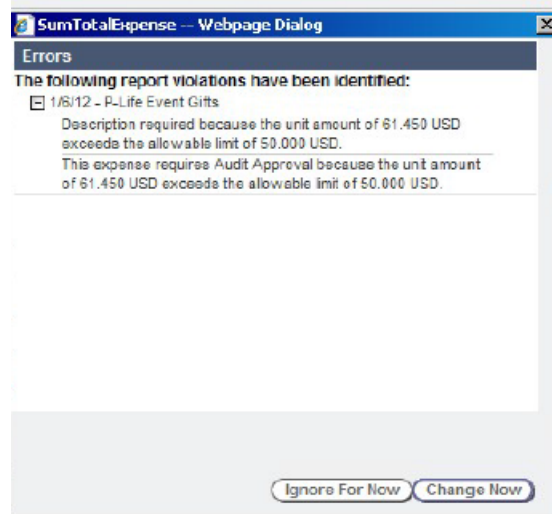 SumTotalExpense -- Webpage Dialog
Errors
The following report violations have been identified:
1/6/12 - P-Life Event Gifts
Description required because the unit amount of 61.450 USD
exceeds the allowable limit of 50.000 USD.
This expense requires Audit Approval because the unit amount
of 61.450 USD exceeds the allowable limit of 50.000 USD.
Ignore For Now Change Now